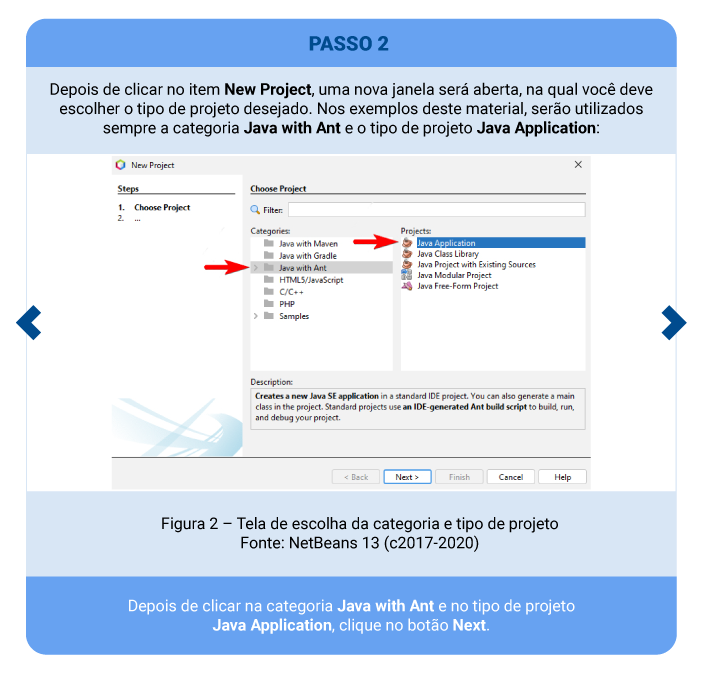 PASSO 2
Depois de clicar no item New Project, uma nova janela será aberta, na qual você deve
escolher o tipo de projeto desejado. Nos exemplos deste material, serão utilizados
sempre a categoria Java with Ant e o tipo de projeto Java Application:
New Project
Steps
1. Choose Project
2. ...
Choose Project
Filter:
Categories:
Java with Maven
Java with Gradle
Java with Ant
HTML5/JavaScript
C/C++
PHP
Samples
Projects:
Java Application
Java Class Library
Java Project with Existing Sources
Java Modular Project
Java Free-Form Project
Description:
Creates a new Java SE application in a standard IDE project. You can also generate a main
class in the project. Standard projects use an IDE-generated Ant build script to build, run,
and debug your project.
< Back Next > Finish Cancel Help
Figura 2 – Tela de escolha da categoria e tipo de projeto
Fonte: NetBeans 13 (c2017-2020)
Depois de clicar na categoria Java with Ant e no tipo de projeto
Java Application, clique no botão Next.